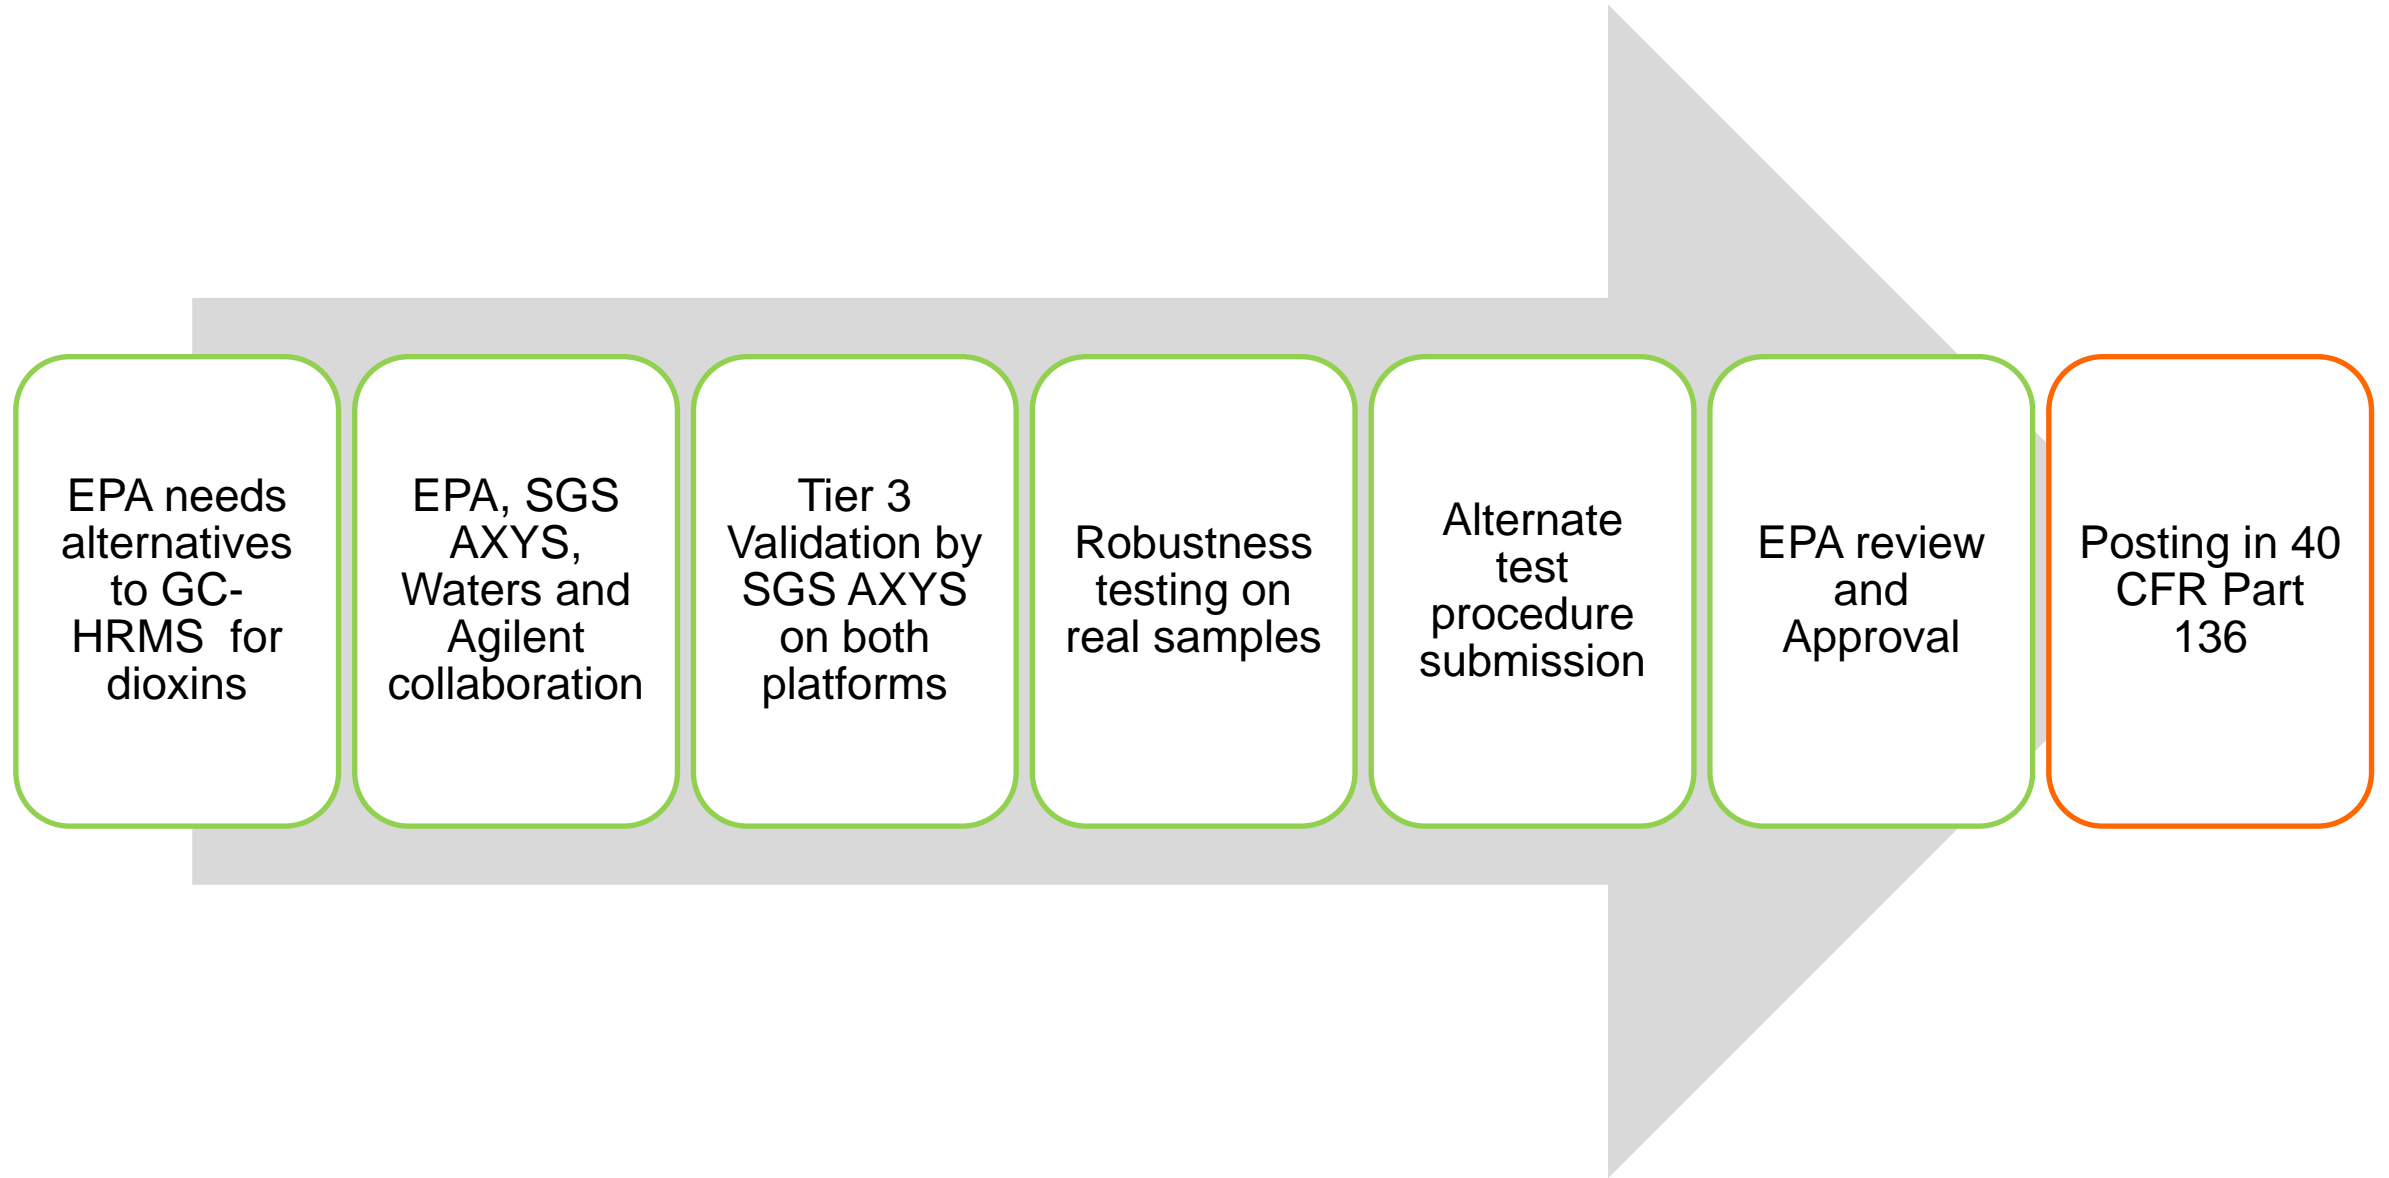 EPA needs
alternatives
to GC-
HRMS  for
dioxins
EPA, SGS
AXYS,
Waters and
Agilent
collaboration
Tier 3
Validation by
SGS AXYS
on both
platforms
Robustness
testing on
real samples
Alternate
test
procedure
submission
EPA review
and
Approval
Posting in 40
CFR Part
136